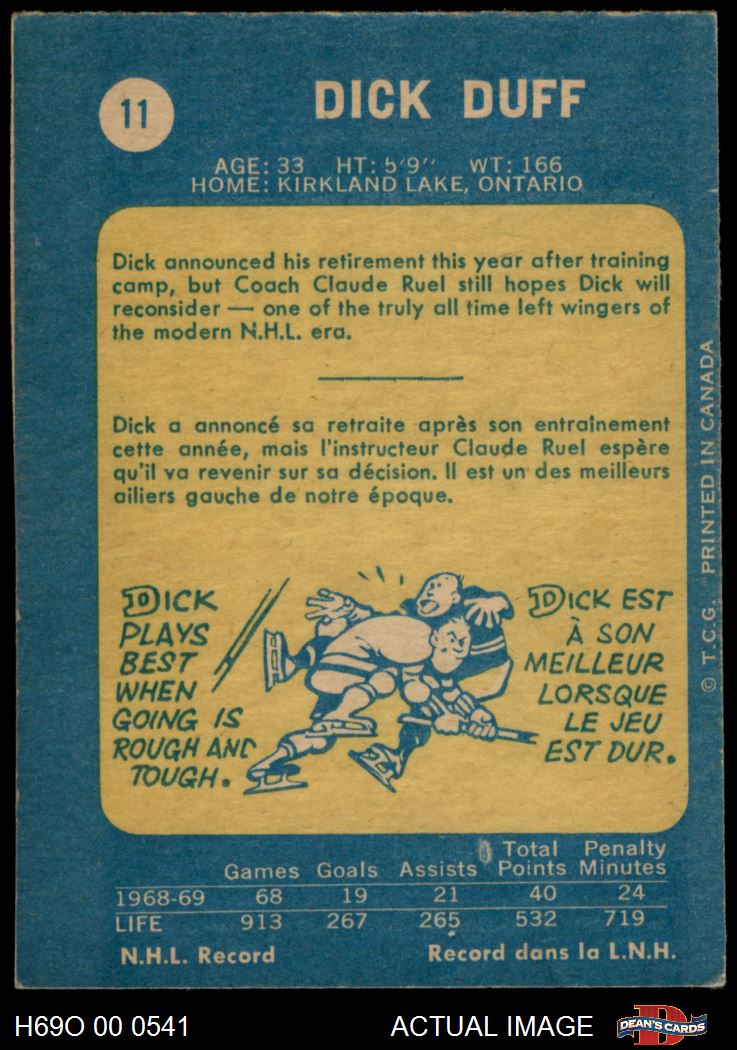 11
DICK DUFF
AGE: 33 HT: 5'9'' WT: 166
HOME: KIRKLAND LAKE, ONTARIO
Dick announced his retirement this year after training
camp, but Coach Claude Ruel still hopes Dick will
reconsider — one of the truly all time left wingers of
the modern N.H.L. era.
Dick a annoncé sa retraite après son entraînement
cette année, mais l'instructeur Claude Ruel espère
qu'il va revenir sur sa décision. Il est un des meilleurs
ailiers gauche de notre époque.
DICK
PLAYS
BEST
WHEN
GOING IS
ROUGH AND
TOUGH.
DICK EST
À SON
MEILLEUR
LORSQUE
LE JEU
EST DUR.
© T.C.G. PRINTED IN CANADA
Games Goals Assists Total Points Penalty Minutes
1968-69 68 19 21 40 24
LIFE 913 267 265 532 719
N.H.L. Record Record dans la L.N.H.
H69O 00 0541 ACTUAL IMAGE
D
DEAN'S CARDS